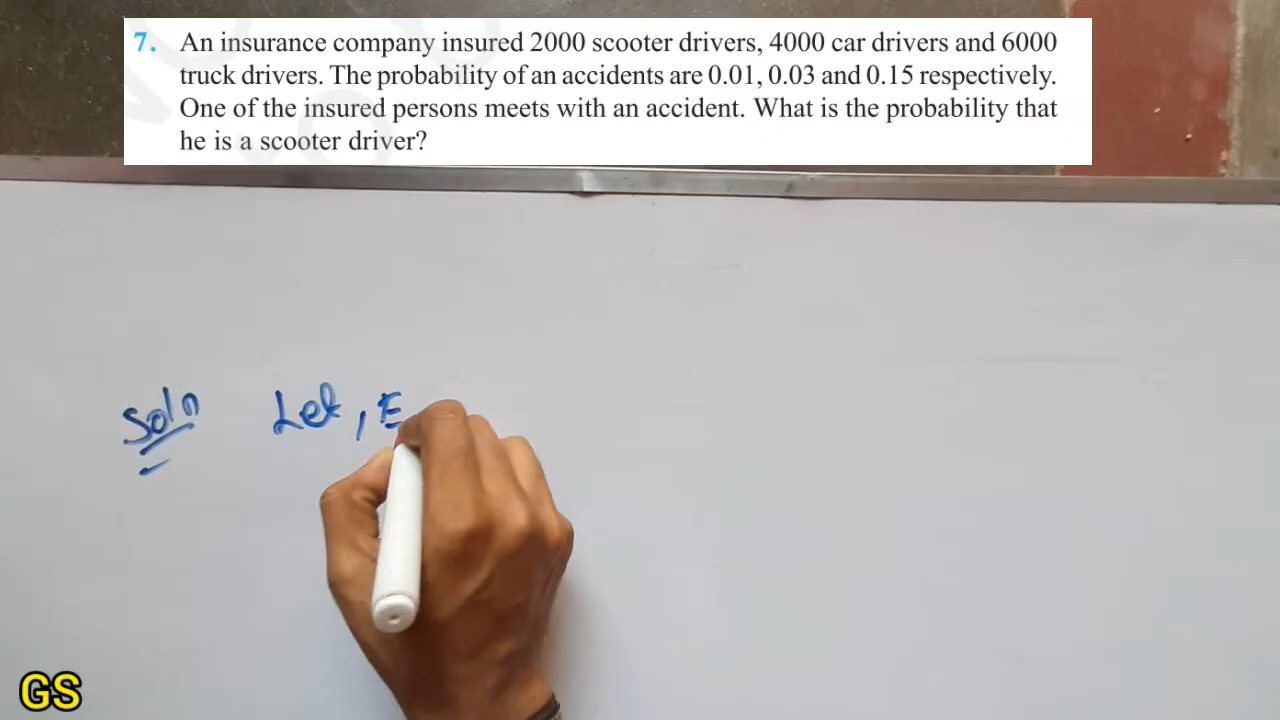 7. An insurance company insured 2000 scooter drivers, 4000 car drivers and 6000
truck drivers. The probability of an accidents are 0.01, 0.03 and 0.15 respectively.
One of the insured persons meets with an accident. What is the probability that
he is a scooter driver?
Soln Let, E
GS